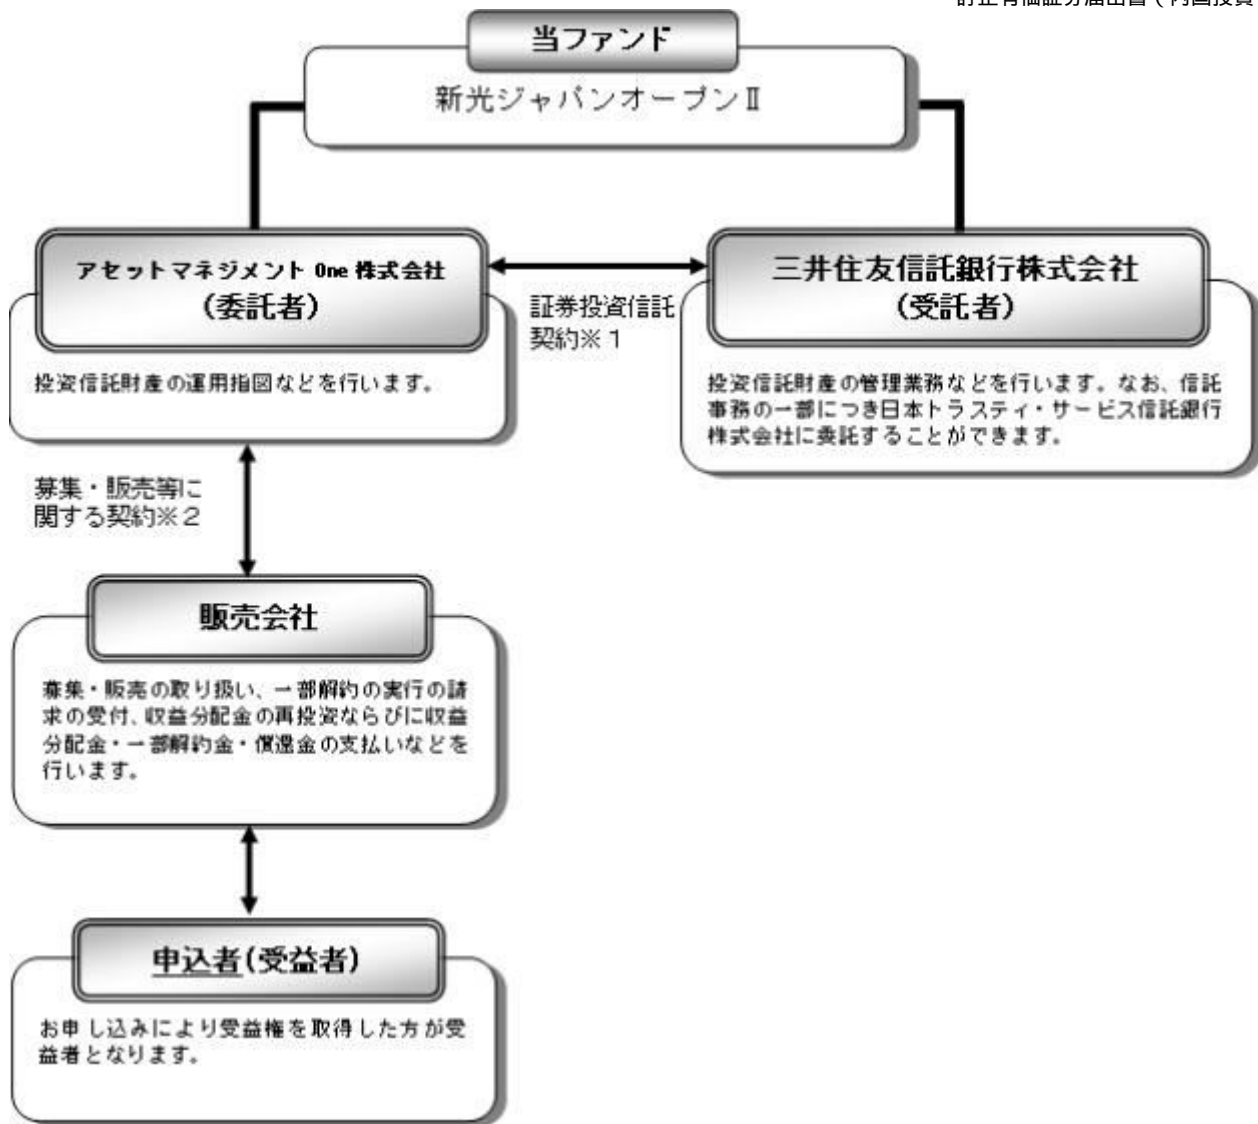 当ファンド
新光ジャパンオープンⅡ
アセットマネジメント One 株式会社
(委託者)
投資信託財産の運用指図などを行います。
証券投資信託
契約※1
三井住友信託銀行株式会社
(受託者)
投資信託財産の管理業務などを行います。なお、信託
事務の一部につき日本トラスティ・サービス信託銀行
株式会社に委託することができます。
募集・販売等に
関する契約※2
販売会社
募集・販売の取り扱い、一部解約の実行の請
求の受付、収益分配金の再投資ならびに収益
分配金・一部解約金・償還金の支払いなどを
行います。
申込者(受益者)
お申し込みにより受益権を取得した方が受
益者となります。